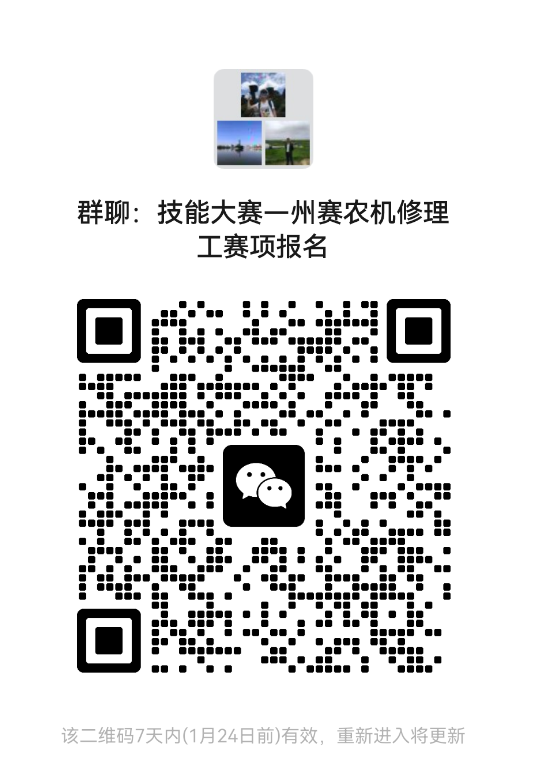 群聊：技能大赛—州赛农机修理
工赛项报名
该二维码7天内(1月24日前)有效，重新进入将更新